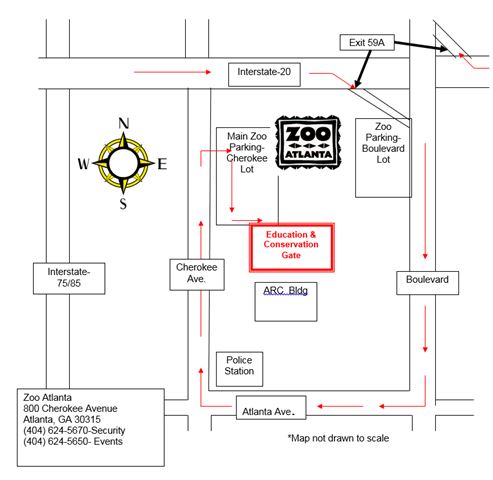 Exit 59A
Interstate-20
N
W E
S
Main Zoo
Parking-
Cherokee
Lot
ZOO
ATLANTA
Zoo
Parking-
Boulevard
Lot
Education &
Conservation
Gate
Interstate-
75/85
Cherokee
Ave.
ARC Bldg
Boulevard
Police
Station
Zoo Atlanta
800 Cherokee Avenue
Atlanta, GA 30315
(404) 624-5670-Security
(404) 624-5650- Events
Atlanta Ave.
*Map not drawn to scale